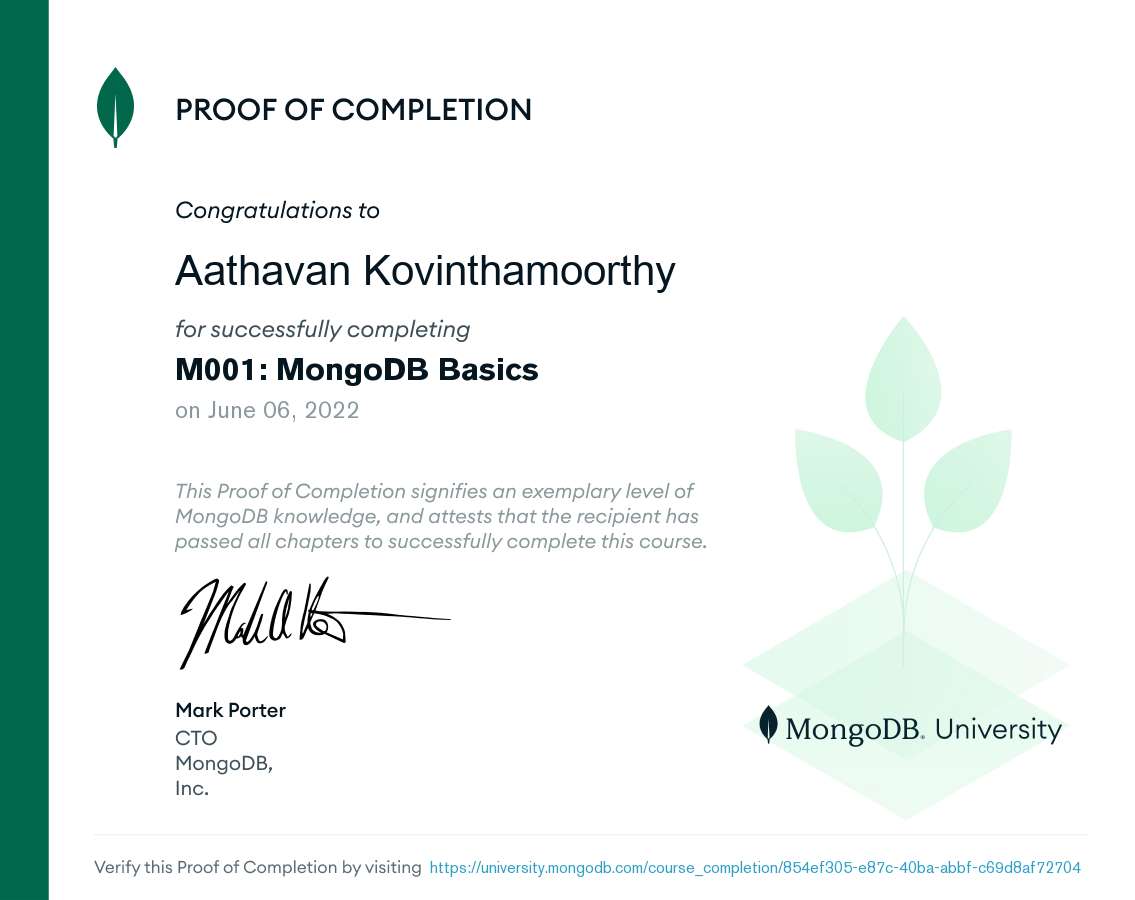 PROOF OF COMPLETION
Congratulations to
Aathavan Kovinthamoorthy
for successfully completing
M001: MongoDB Basics
on June 06, 2022
This Proof of Completion signifies an exemplary level of
MongoDB knowledge, and attests that the recipient has
passed all chapters to successfully complete this course.
Mark Porter
CTO
MongoDB,
Inc.
MongoDB. University
Verify this Proof of Completion by visiting https://university.mongodb.com/course_completion/854ef305-e87c-40ba-abbf-c69d8af72704